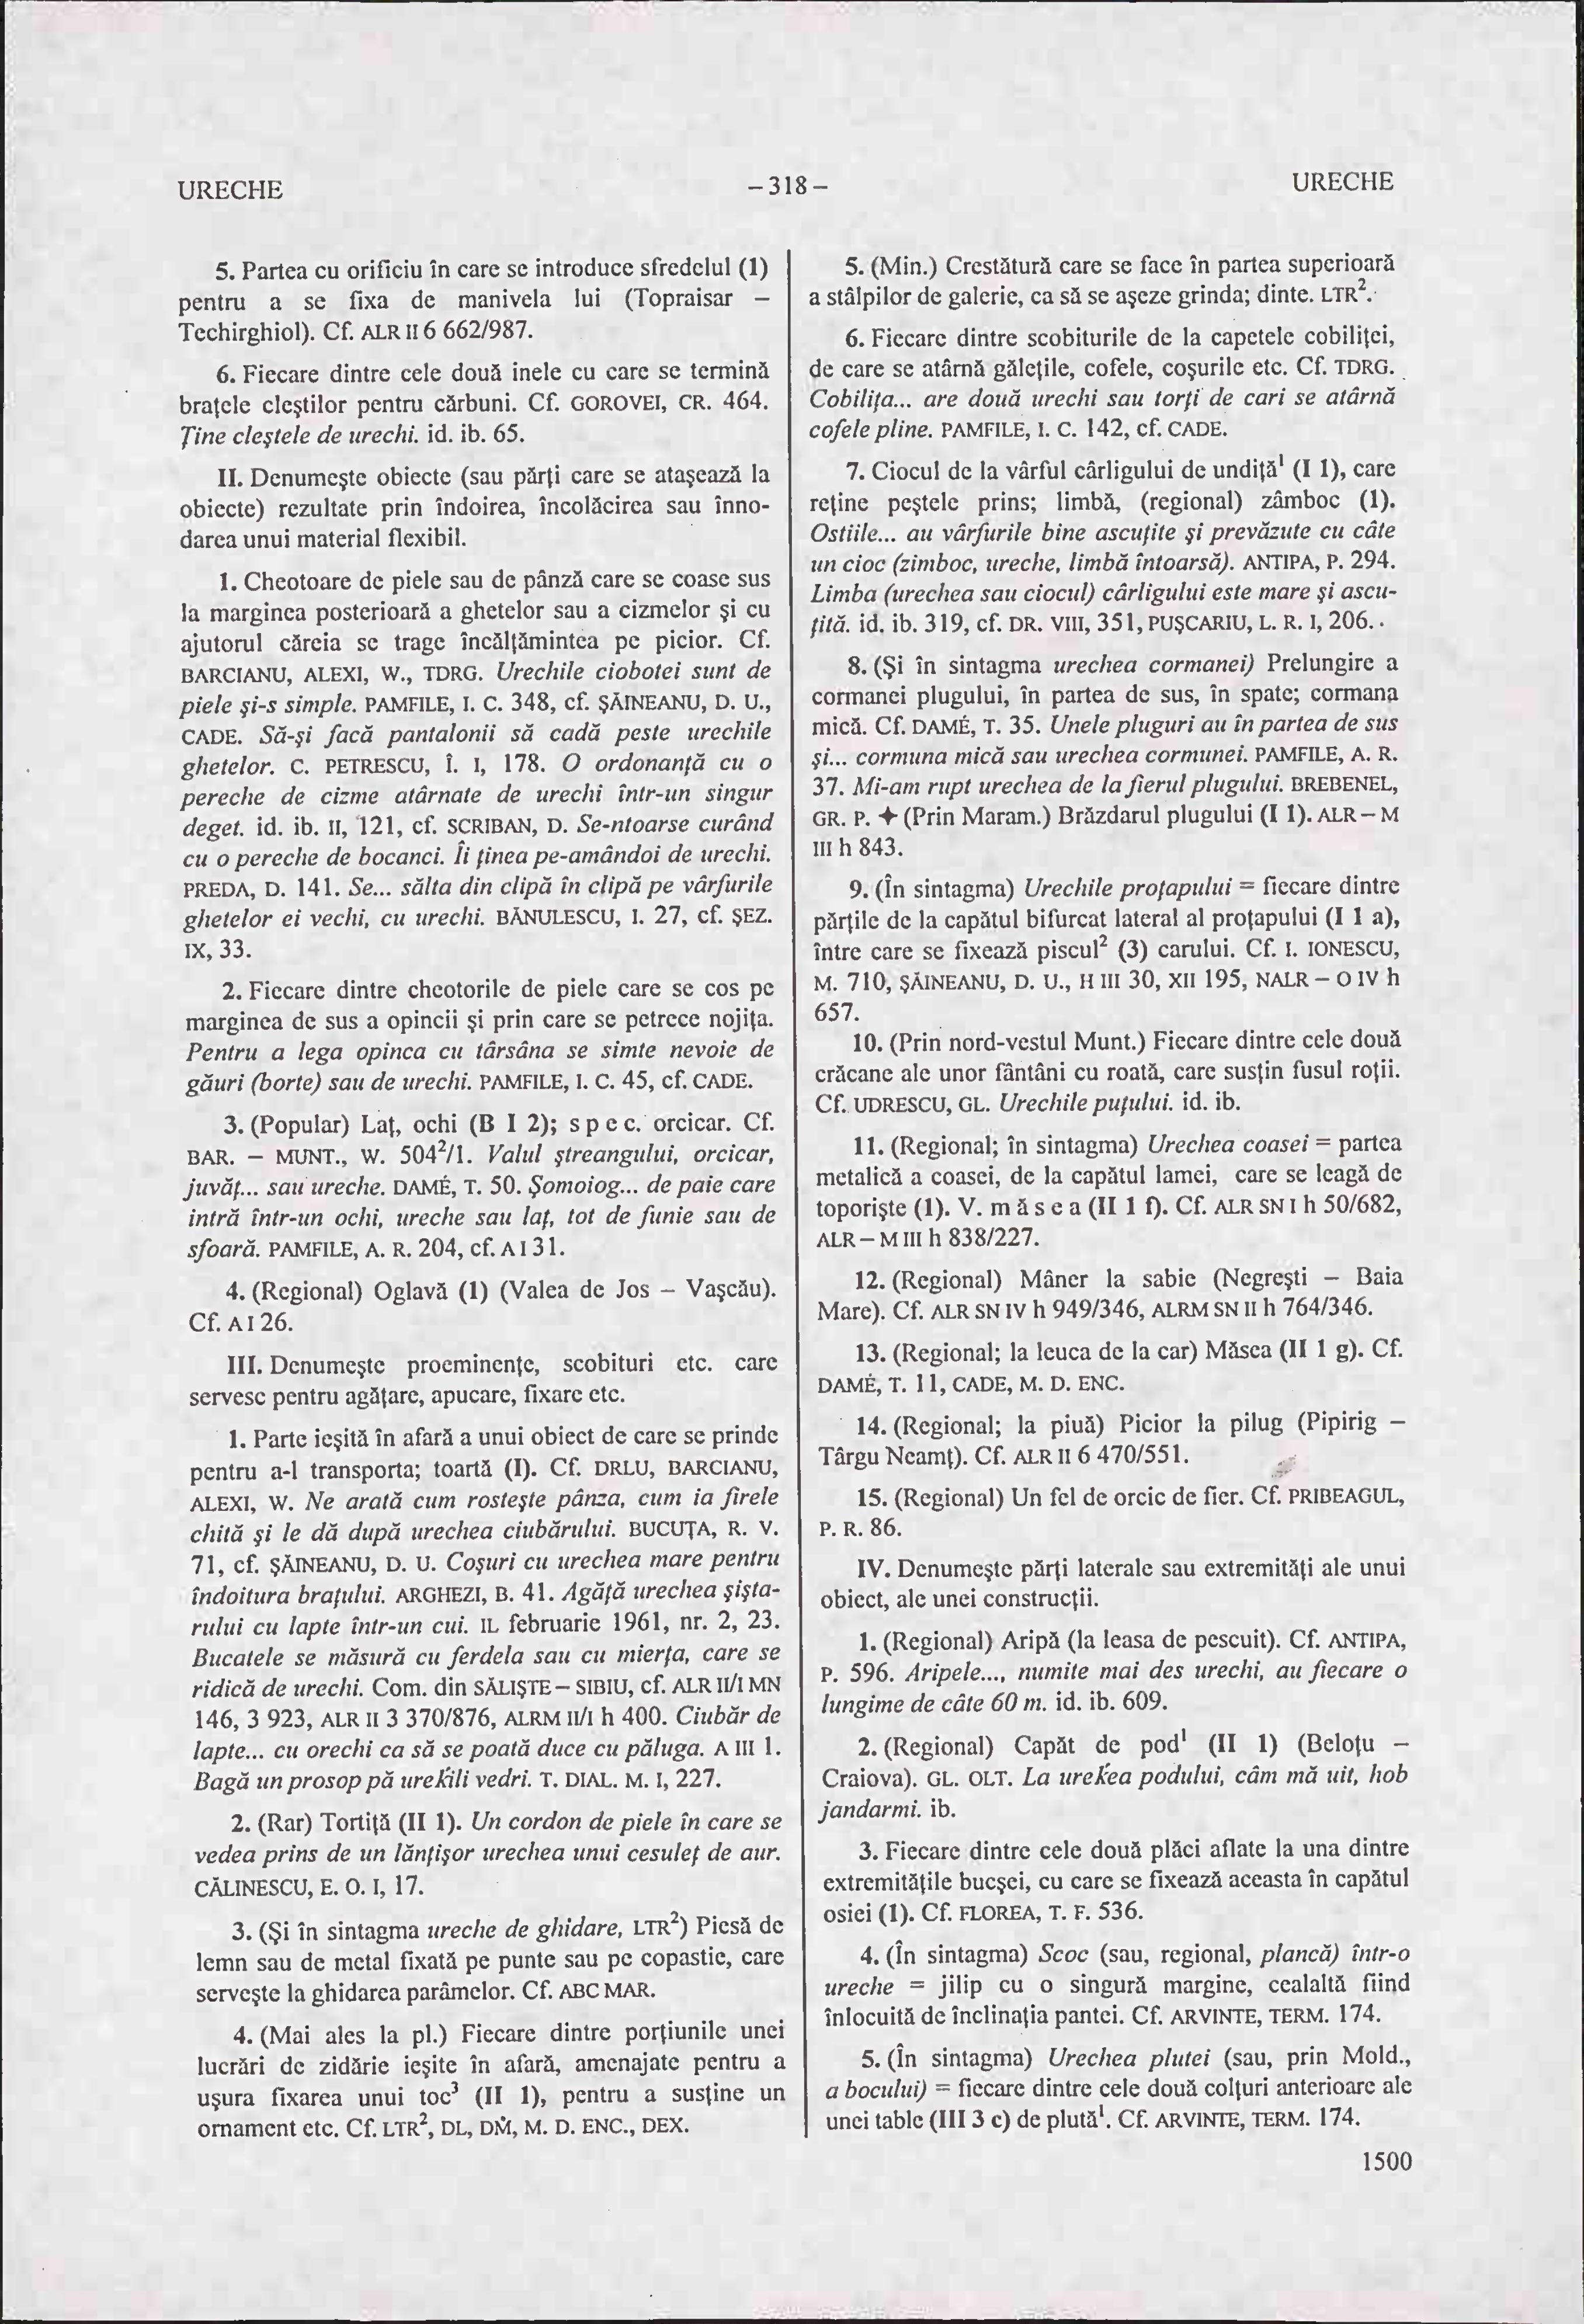 URECHE
–318–
URECHE
5. Partea cu orificiu în care se introduce sfredelul (1)
pentru a se fixa de manivela lui (Topraisar –
Techirghiol). Cf. ALR II 6 662/987.
6. Fiecare dintre cele două inele cu care se termină
braţele cleştilor pentru cărbuni. Cf. GOROVEI, CR. 464.
Ţine cleştele de urechi. id. ib. 65.
II. Denumeşte obiecte (sau părţi care se ataşează la
obiecte) rezultate prin îndoirea, încolăcirea sau înno-
darea unui material flexibil.
1. Cheotoare de piele sau de pânză care se coase sus
la marginea posterioară a ghetelor sau a cizmelor şi cu
ajutorul căreia se trage încălţămintea pe picior. Cf.
BARCIANU, ALEXI, W., TDRG. Urechile ciobotei sunt de
piele şi-s simple. PAMFILE, I. C. 348, cf. ŞĂINEANU, D. U.,
CADE. Să-şi facă pantalonii să cadă peste urechile
ghetelor. C. PETRESCU, Î. I, 178. O ordonanţă cu o
pereche de cizme atârnate de urechi într-un singur
deget. id. ib. II, 121, cf. SCRIBAN, D. Se-ntoarse curând
cu o pereche de bocanci. Îi ţinea pe-amândoi de urechi.
PREDA, D. 141. Se... sălta din clipă în clipă pe vârfurile
ghetelor ei vechi, cu urechi. BĂNULESCU, I. 27, cf. ŞEZ.
IX, 33.
2. Fiecare dintre cheotorile de piele care se cos pe
marginea de sus a opincii şi prin care se petrece nojiţa.
Pentru a lega opinca cu târsâna se simte nevoie de
găuri (borte) sau de urechi. PAMFILE, I. C. 45, cf. CADE.
3. (Popular) Laţ, ochi (B I 2); s p e c. orcicar. Cf.
BAR. – MUNT., W. 504²/1. Valul ştreangului, orcicar,
juvăţ... sau ureche. DAMÉ, T. 50. Şomoiog... de paie care
intră într-un ochi, ureche sau laţ, tot de funie sau de
sfoară. PAMFILE, A. R. 204, cf. A I 31.
4. (Regional) Oglavă (1) (Valea de Jos – Vaşcău).
Cf. A I 26.
III. Denumeşte proeminenţe, scobituri etc. care
servesc pentru agăţare, apucare, fixare etc.
1. Parte ieşită în afară a unui obiect de care se prinde
pentru a-l transporta; toartă (I). Cf. DRLU, BARCIANU,
ALEXI, W. Ne arată cum rosteşte pânza, cum ia firele
chită şi le dă după urechea ciubărului. BUCUŢA, R. V.
71, cf. ŞĂINEANU, D. U. Coşuri cu urechea mare pentru
îndoitura braţului. ARGHEZI, B. 41. Agăţă urechea şişta-
rului cu lapte într-un cui. IL februarie 1961, nr. 2, 23.
Bucatele se măsură cu ferdela sau cu mierţa, care se
ridică de urechi. Com. din SĂLIŞTE – SIBIU, cf. ALR II/I MN
146, 3 923, ALR II 3 370/876, ALRM II/I h 400. Ciubăr de
lapte... cu orechi ca să se poată duce cu păluga. A III 1.
Bagă un prosop pă ureḱili vedri. T. DIAL. M. I, 227.
2. (Rar) Tortiţă (II 1). Un cordon de piele în care se
vedea prins de un lănţişor urechea unui cesuleţ de aur.
CĂLINESCU, E. O. I, 17.
3. (Şi în sintagma ureche de ghidare, LTR²) Piesă de
lemn sau de metal fixată pe punte sau pe copastie, care
serveşte la ghidarea parâmelor. Cf. ABC MAR.
4. (Mai ales la pl.) Fiecare dintre porţiunile unei
lucrări de zidărie ieşite în afară, amenajate pentru a
uşura fixarea unui toc³ (II 1), pentru a susţine un
ornament etc. Cf. LTR², DL, DM, M. D. ENC., DEX.
5. (Min.) Crestătură care se face în partea superioară
a stâlpilor de galerie, ca să se aşeze grinda; dinte. LTR².
6. Fiecare dintre scobiturile de la capetele cobiliţei,
de care se atârnă găleţile, cofele, coşurile etc. Cf. TDRG.
Cobiliţa... are două urechi sau torţi de cari se atârnă
cofele pline. PAMFILE, I. C. 142, cf. CADE.
7. Ciocul de la vârful cârligului de undiţă¹ (I 1), care
reţine peştele prins; limbă, (regional) zâmboc (1).
Ostiile... au vârfurile bine ascuţite şi prevăzute cu câte
un cioc (zimboc, ureche, limbă întoarsă). ANTIPA, P. 294.
Limba (urechea sau ciocul) cârligului este mare şi ascu-
ţită. id. ib. 319, cf. DR. VIII, 351, PUŞCARIU, L. R. I, 206.
8. (Şi în sintagma urechea cormanei) Prelungire a
cormanei plugului, în partea de sus, în spate; cormana
mică. Cf. DAMÉ, T. 35. Unele pluguri au în partea de sus
şi... cormuna mică sau urechea cormunei. PAMFILE, A. R.
37. Mi-am rupt urechea de la fierul plugului. BREBENEL,
GR. P. ✦ (Prin Maram.) Brăzdarul plugului (I 1). ALR – M
III h 843.
9. (În sintagma) Urechile proţapului = fiecare dintre
părţile de la capătul bifurcat lateral al proţapului (I 1 a),
între care se fixează piscul² (3) carului. Cf. I. IONESCU,
M. 710, ŞĂINEANU, D. U., H III 30, XII 195, NALR – O IV h
657.
10. (Prin nord-vestul Munt.) Fiecare dintre cele două
crăcane ale unor fântâni cu roată, care susţin fusul roţii.
Cf. UDRESCU, GL. Urechile puţului. id. ib.
11. (Regional; în sintagma) Urechea coasei = partea
metalică a coasei, de la capătul lamei, care se leagă de
toporişte (1). V. m ă s e a (II 1 f). Cf. ALR SN I h 50/682,
ALR – M III h 838/227.
12. (Regional) Mâner la sabie (Negreşti – Baia
Mare). Cf. ALR SN IV h 949/346, ALRM SN II h 764/346.
13. (Regional; la leuca de la car) Măsea (II 1 g). Cf.
DAMÉ, T. 11, CADE, M. D. ENC.
14. (Regional; la piuă) Picior la pilug (Pipirig –
Târgu Neamţ). Cf. ALR II 6 470/551.
15. (Regional) Un fel de orcic de fier. Cf. PRIBEAGUL,
P. R. 86.
IV. Denumeşte părţi laterale sau extremităţi ale unui
obiect, ale unei construcţii.
1. (Regional) Aripă (la leasa de pescuit). Cf. ANTIPA,
P. 596. Aripele..., numite mai des urechi, au fiecare o
lungime de câte 60 m. id. ib. 609.
2. (Regional) Capăt de pod¹ (II 1) (Beloţu –
Craiova). GL. OLT. La ureḱea podului, câm mă uit, hob
jandarmi. ib.
3. Fiecare dintre cele două plăci aflate la una dintre
extremităţile bucşei, cu care se fixează aceasta în capătul
osiei (1). Cf. FLOREA, T. F. 536.
4. (În sintagma) Scoc (sau, regional, plancă) într-o
ureche = jilip cu o singură margine, cealaltă fiind
înlocuită de înclinaţia pantei. Cf. ARVINTE, TERM. 174.
5. (În sintagma) Urechea plutei (sau, prin Mold.,
a bocului) = fiecare dintre cele două colţuri anterioare ale
unei table (III 3 c) de plută¹. Cf. ARVINTE, TERM. 174.
1500